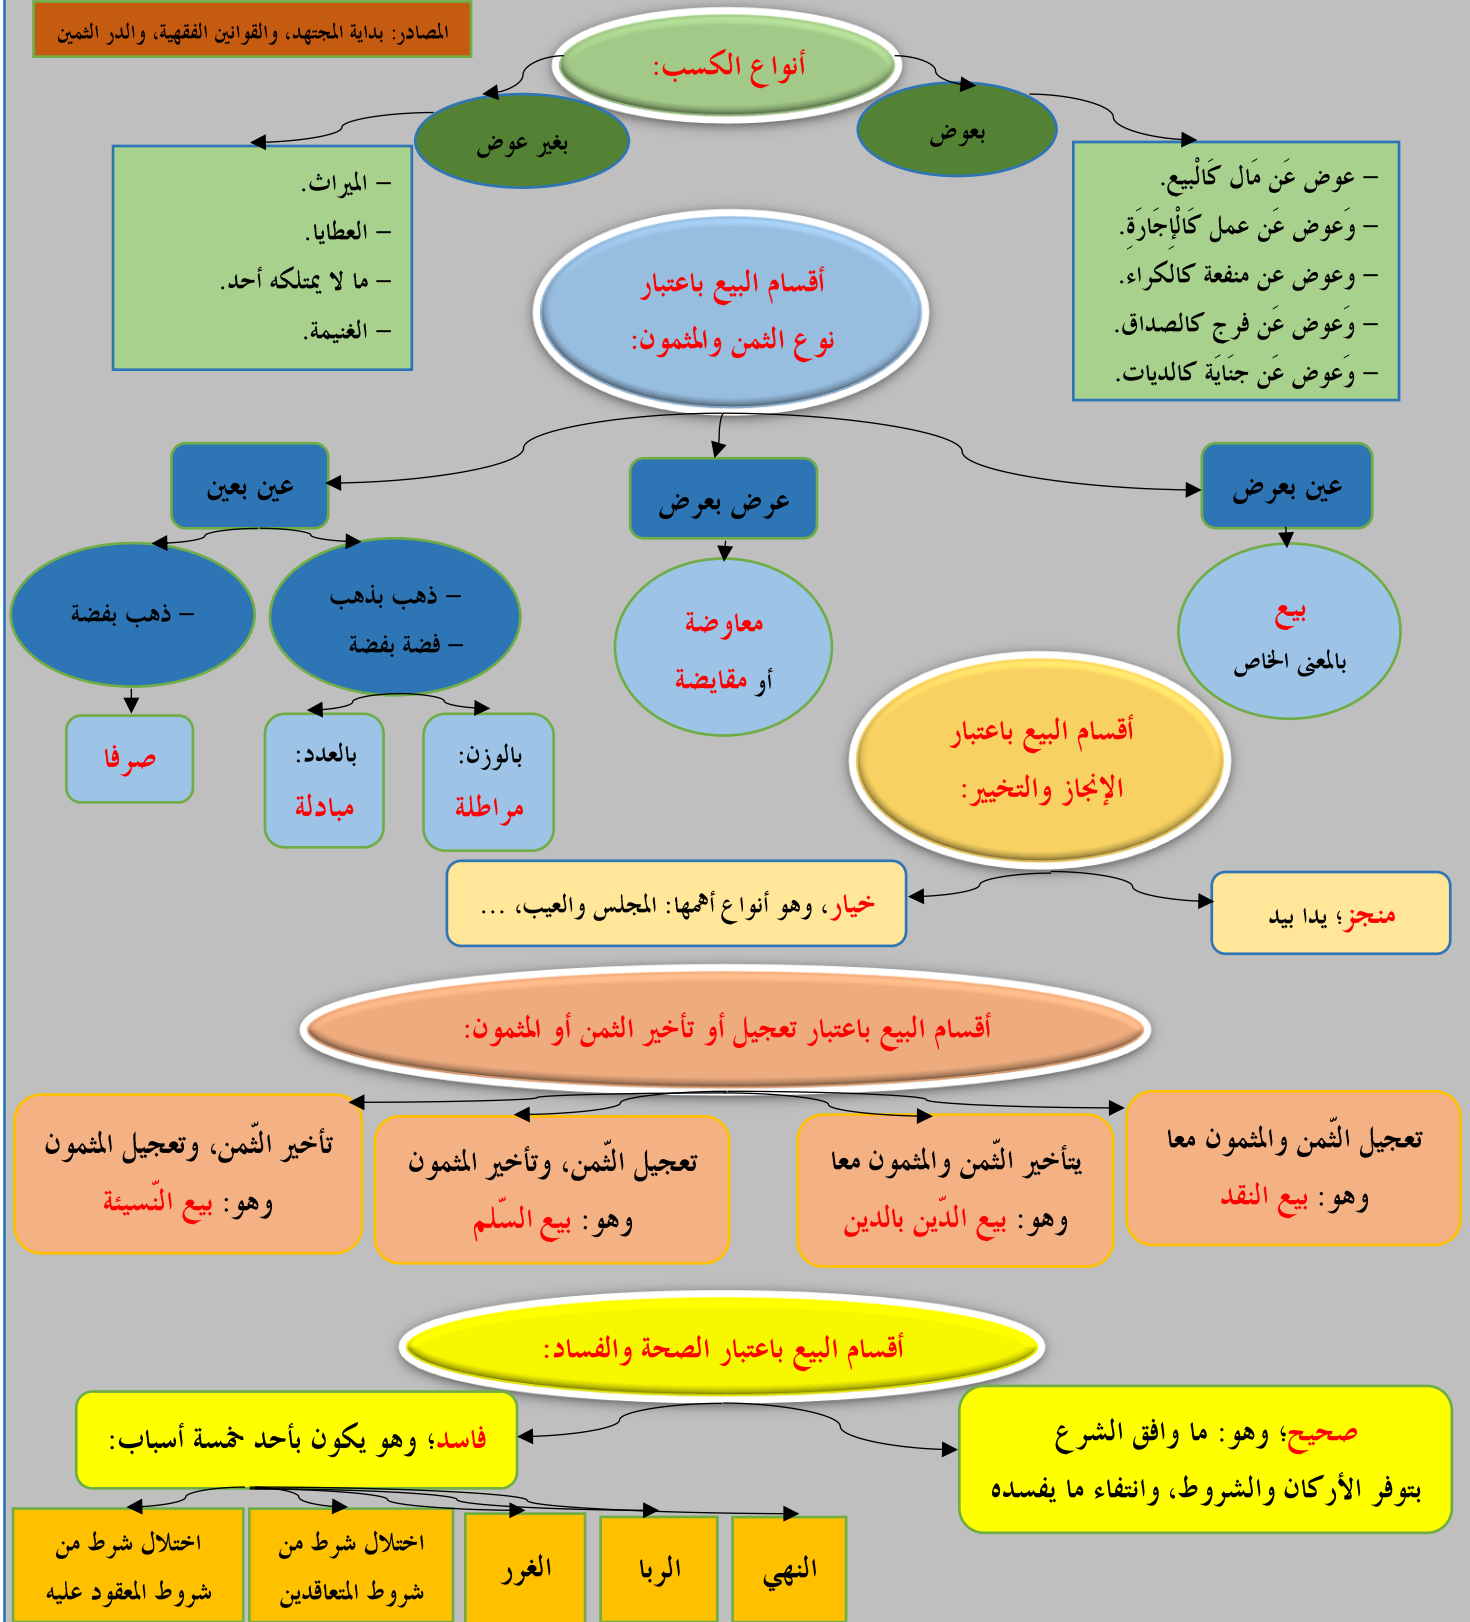 المصادر: بداية المجتهد، والقوانين الفقهية، والدر الثمين
أنواع الكسب:
بعوض
بغير عوض
– عوض عَن مَال كَالْبيع.
– وَعوض عَن عمل كَالْإِجَارَةِ.
– وعوض عن منفعة كالكراء.
– وَعوض عَن فرج كالصداق.
– وَعوض عَن جنَايَة كالديات.
– الميراث.
– العطايا.
– ما لا يمتلكه أحد.
– الغنيمة.
أقسام البيع باعتبار
نوع الثمن والمثمون:
عين بعرض
عرض بعرض
عين بعين
بيع
بالمعنى الخاص
معاوضة
أو مقايضة
– ذهب بذهب
– فضة بفضة
– ذهب بفضة
بالوزن:
مراطلة
بالعدد:
مبادلة
صرفا
أقسام البيع باعتبار
الإنجاز والتخيير:
منجز؛ يدا بيد
خيار، وهو أنواع أهمها: المجلس والعيب، ...
أقسام البيع باعتبار تعجيل أو تأخير الثمن أو المثمون:
تعجيل الثّمن والمثمون معا
وهو: بيع النقد
يتأخير الثّمن والمثمون معا
وهو: بيع الدّين بالدين
تعجيل الثّمن، وتأخير المثمون
وهو: بيع السّلم
تأخير الثّمن، وتعجيل المثمون
وهو: بيع النّسيئة
أقسام البيع باعتبار الصحة والفساد:
صحيح؛ وهو: ما وافق الشرع
بتوفر الأركان والشروط، وانتفاء ما يفسده
فاسد؛ وهو يكون بأحد خمسة أسباب:
النهي
الربا
الغرر
اختلال شرط من
شروط المتعاقدين
اختلال شرط من
شروط المعقود عليه